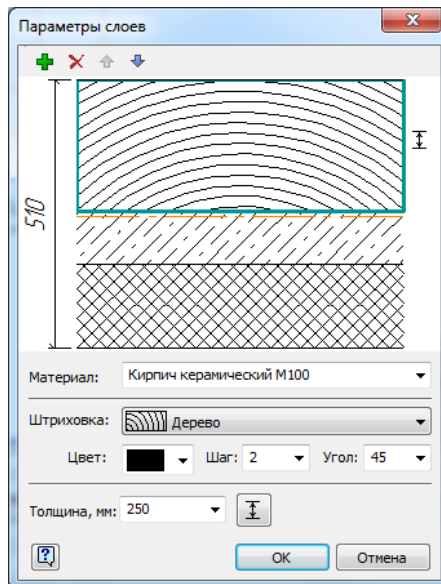 Параметры слоев
510
Материал: Кирпич керамический М100
Штриховка: Дерево
Цвет: Шаг: 2 Угол: 45
Толщина, мм: 250
OK Отмена